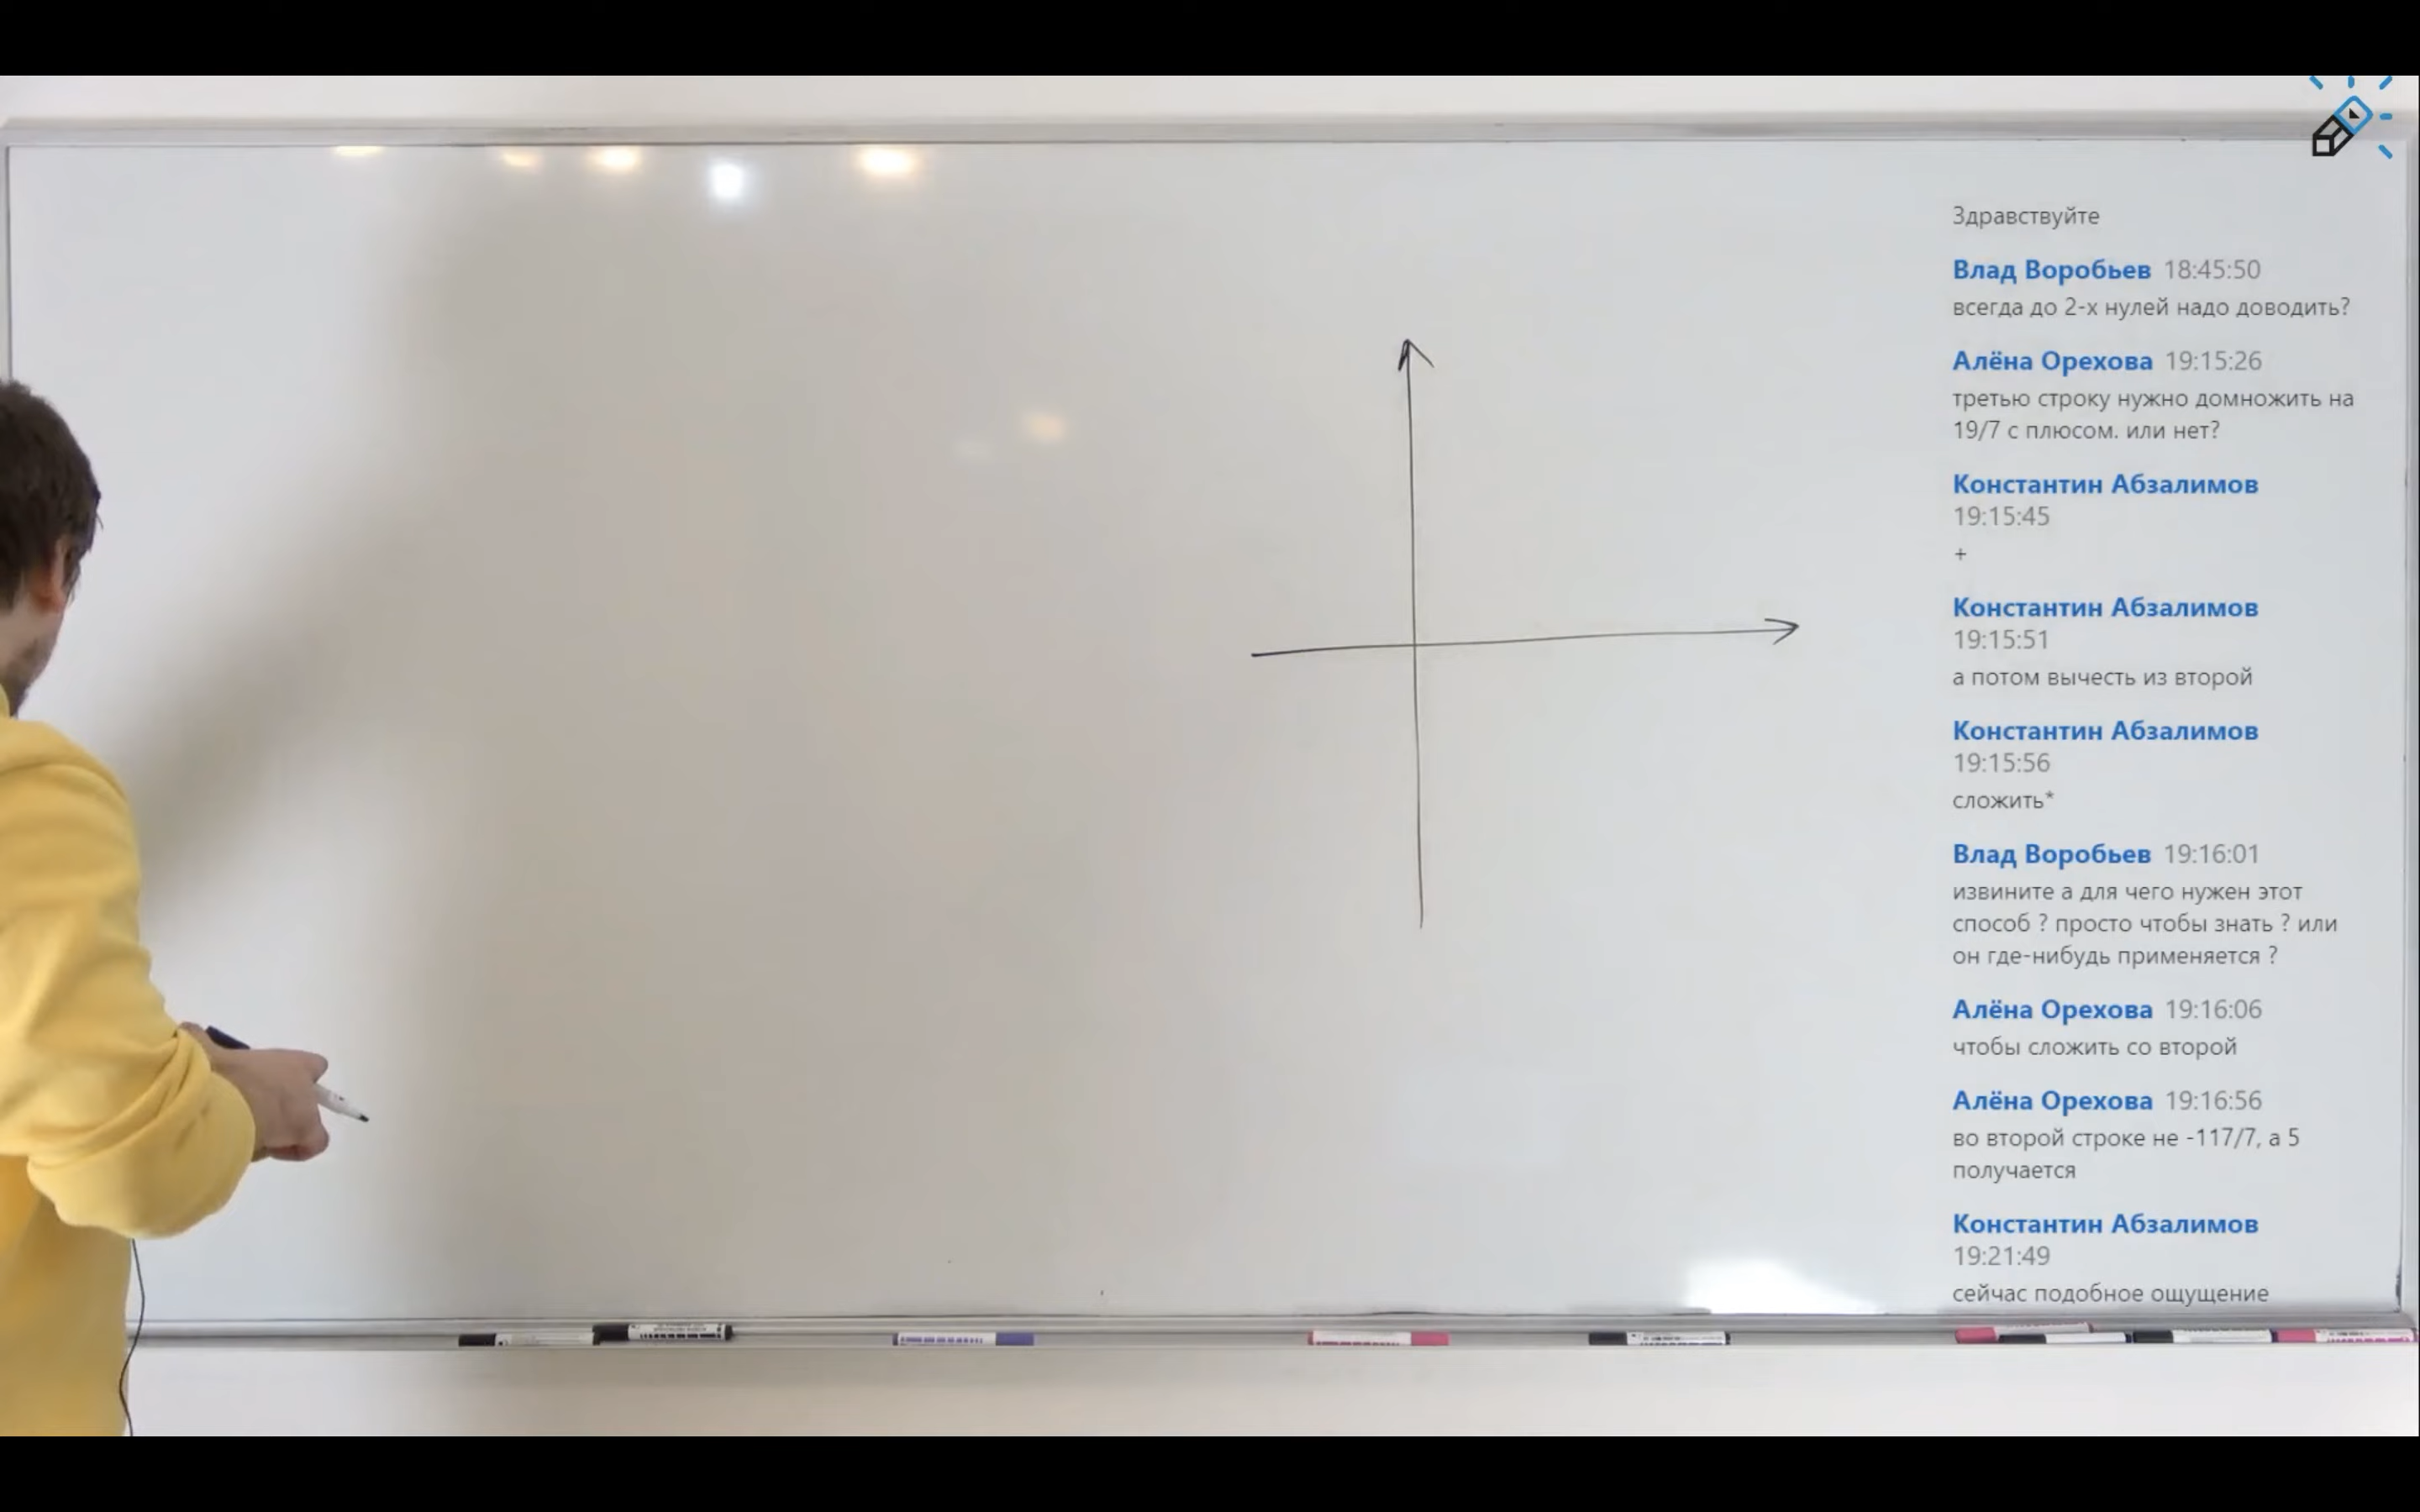 Здравствуйте
Влад Воробьев 18:45:50
всегда до 2-х нулей надо доводить?
Алёна Орехова 19:15:26
третью строку нужно домножить на
19/7 с плюсом. или нет?
Константин Абзалимов
19:15:45
+
Константин Абзалимов
19:15:51
а потом вычесть из второй
Константин Абзалимов
19:15:56
сложить*
Влад Воробьев 19:16:01
извините а для чего нужен этот
способ ? просто чтобы знать ? или
он где-нибудь применяется ?
Алёна Орехова 19:16:06
чтобы сложить со второй
Алёна Орехова 19:16:56
во второй строке не -117/7, а 5
получается
Константин Абзалимов
19:21:49
сейчас подобное ощущение